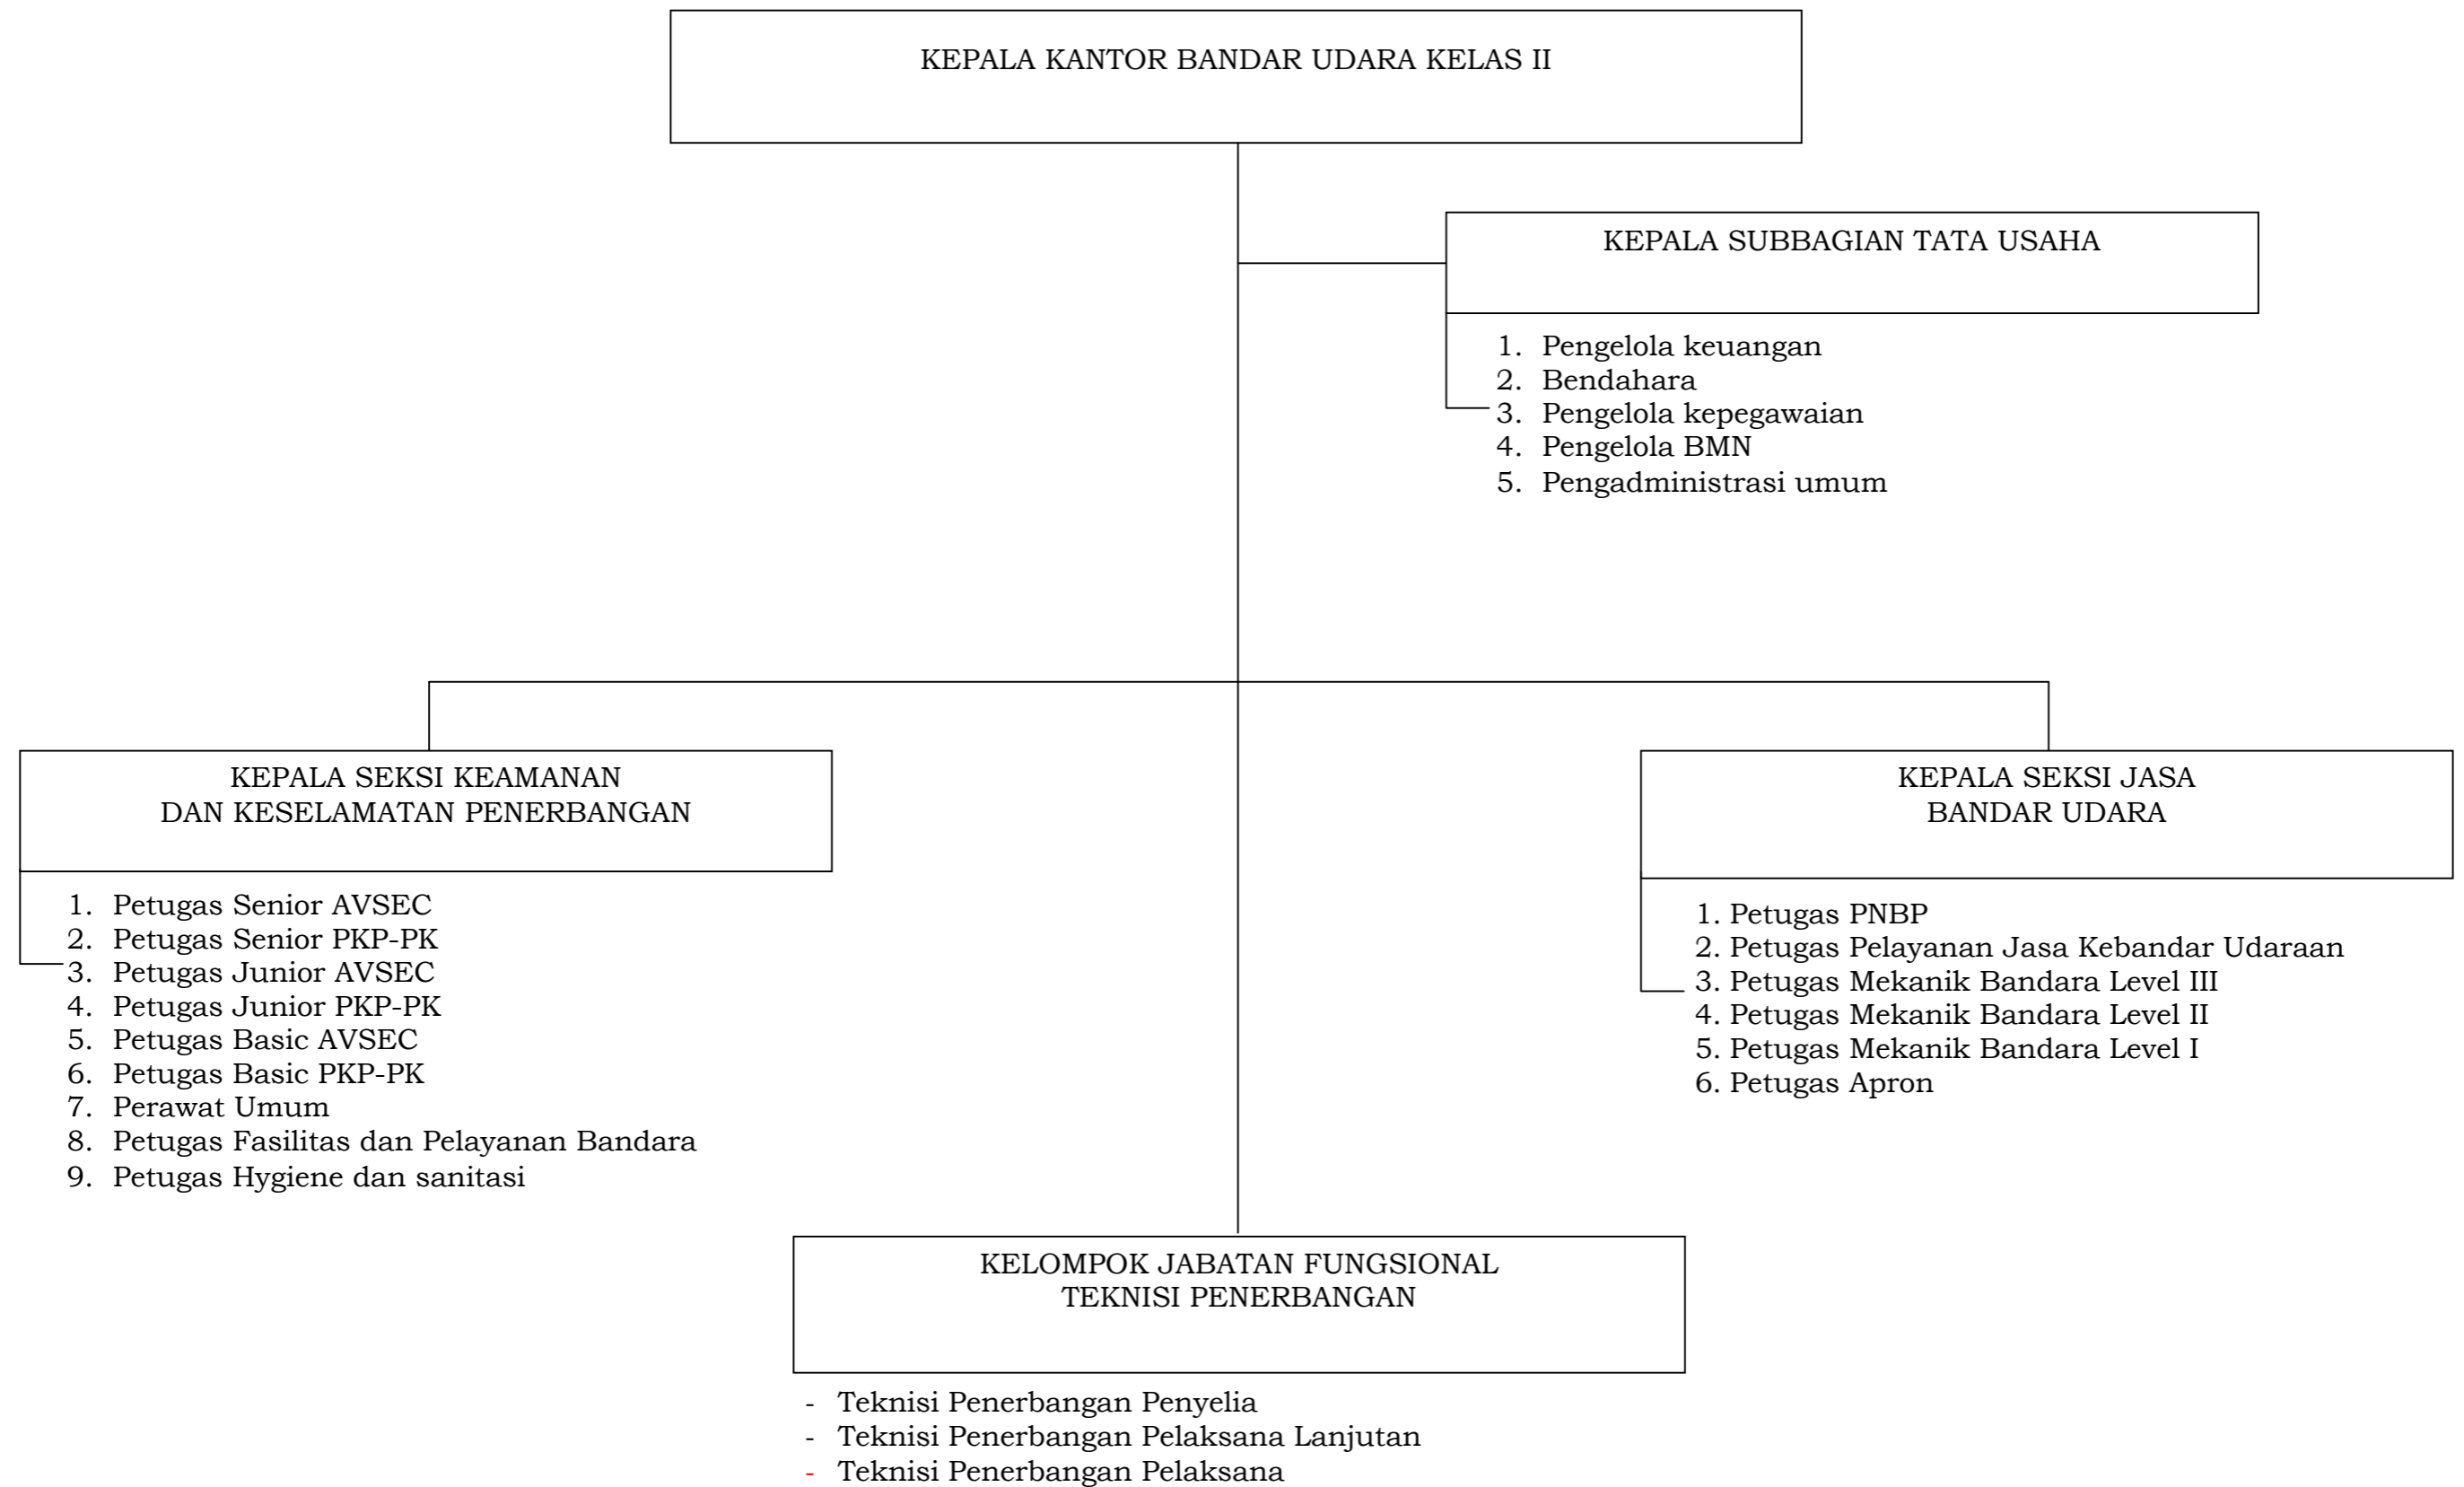 KEPALA KANTOR BANDAR UDARA KELAS II
KEPALA SUBBAGIAN TATA USAHA
1. Pengelola keuangan
2. Bendahara
3. Pengelola kepegawaian
4. Pengelola BMN
5. Pengadministrasi umum
KEPALA SEKSI KEAMANAN
DAN KESELAMATAN PENERBANGAN
1. Petugas Senior AVSEC
2. Petugas Senior PKP-PK
3. Petugas Junior AVSEC
4. Petugas Junior PKP-PK
5. Petugas Basic AVSEC
6. Petugas Basic PKP-PK
7. Perawat Umum
8. Petugas Fasilitas dan Pelayanan Bandara
9. Petugas Hygiene dan sanitasi
KEPALA SEKSI JASA
BANDAR UDARA
1. Petugas PNBP
2. Petugas Pelayanan Jasa Kebandar Udaraan
3. Petugas Mekanik Bandara Level III
4. Petugas Mekanik Bandara Level II
5. Petugas Mekanik Bandara Level I
6. Petugas Apron
KELOMPOK JABATAN FUNGSIONAL
TEKNISI PENERBANGAN
- Teknisi Penerbangan Penyelia
- Teknisi Penerbangan Pelaksana Lanjutan
- Teknisi Penerbangan Pelaksana